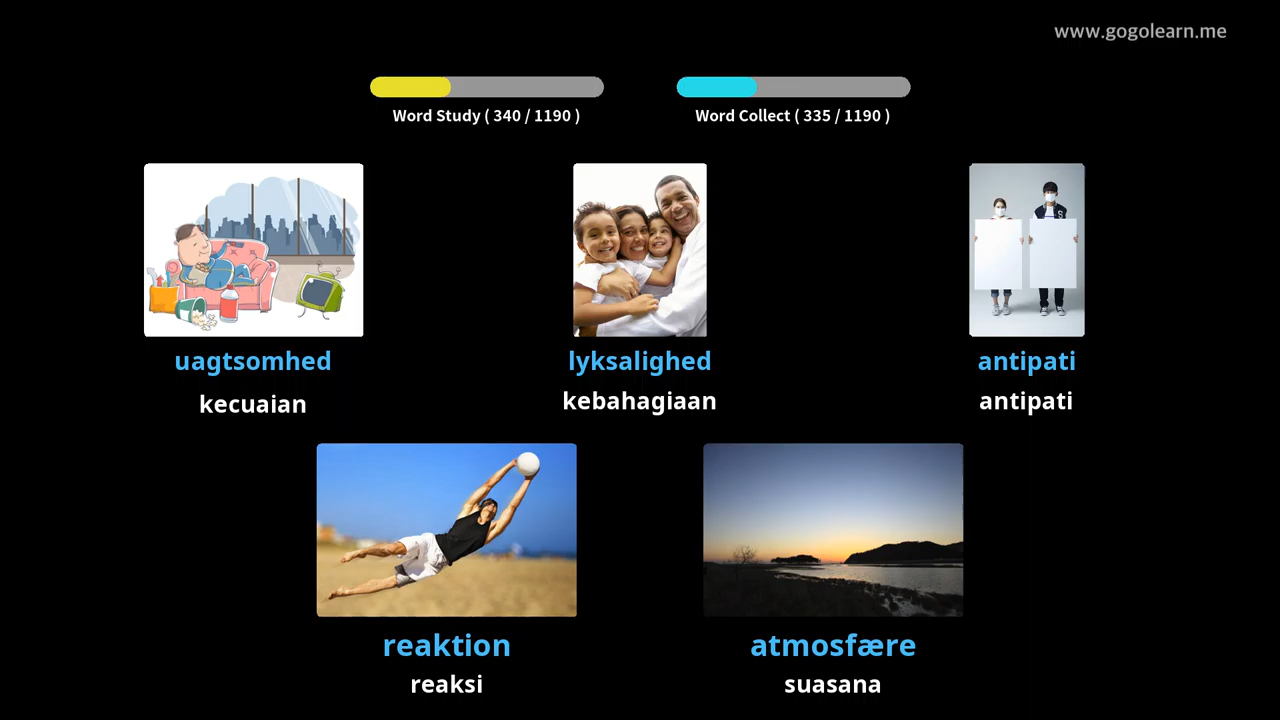 www.gogolearn.me
Word Study ( 340 / 1190 )
Word Collect ( 335 / 1190 )
uagtsomhed
lyksalighed
antipati
kecuaian
kebahagiaan
antipati
reaktion
atmosfære
reaksi
suasana